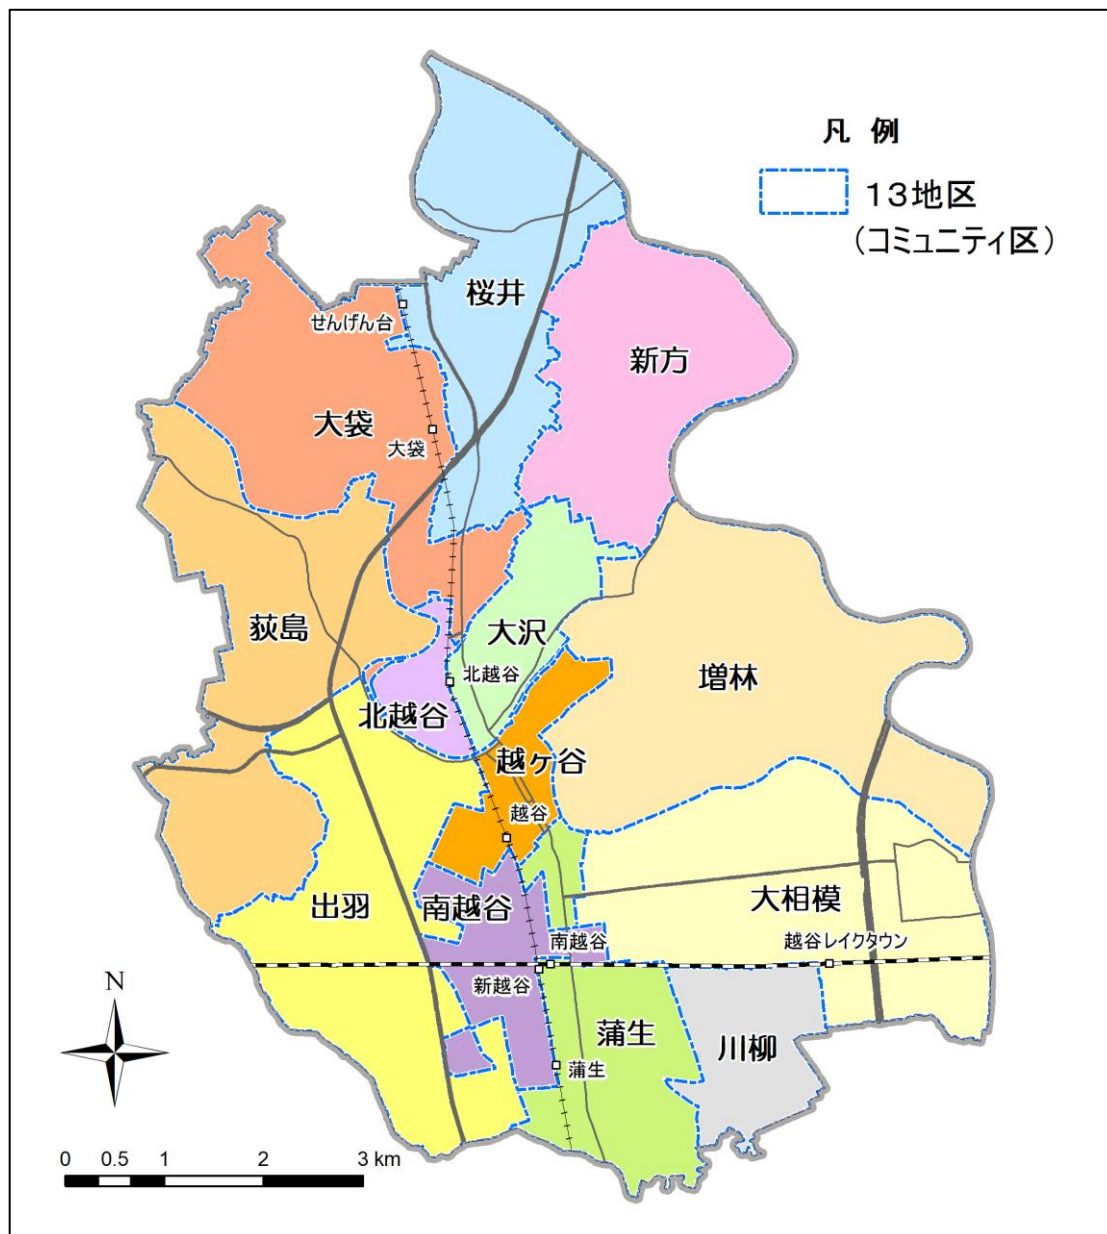 凡 例
13地区
(コミュニティ区)
桜井
せんげん台
新方
大袋
大袋
荻島
大沢
北越谷
北越谷
増林
越ヶ谷
越谷
出羽
南越谷
大相模
南越谷
越谷レイクタウン
新越谷
蒲生
川柳
蒲生
N
0 0.5 1 2 3 km